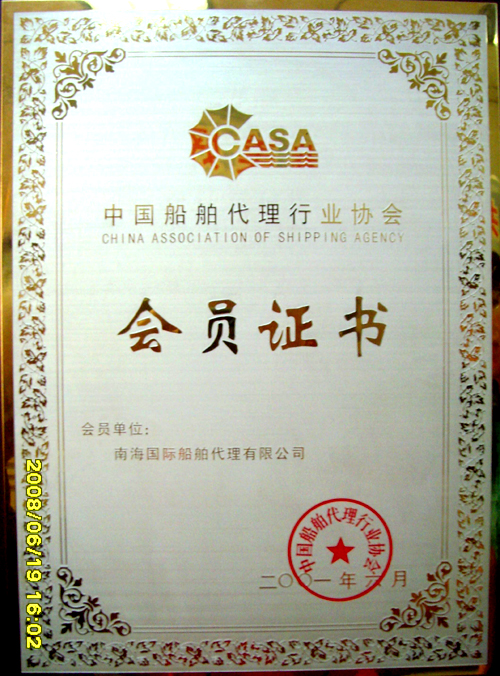 CASA
中国船舶代理行业协会
CHINA ASSOCIATION OF SHIPPING AGENCY
会员证书
会员单位:
南海国际船舶代理有限公司
中国船舶代理行业协会
二〇〇一年六月
2008/06/19 16:02